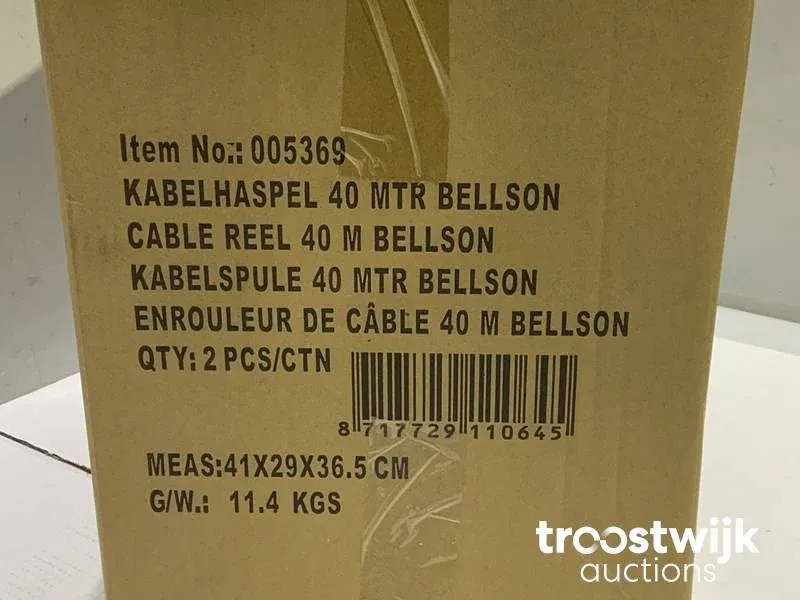 Item No.: 005369
KABELHASPEL 40 MTR BELLSON
CABLE REEL 40 M BELLSON
KABELSPULE 40 MTR BELLSON
ENROULEUR DE CÂBLE 40 M BELLSON
QTY: 2 PCS/CTN
8 717729 110645
MEAS:41X29X36.5 CM
G/W.: 11.4 KGS
troostwijk
auctions